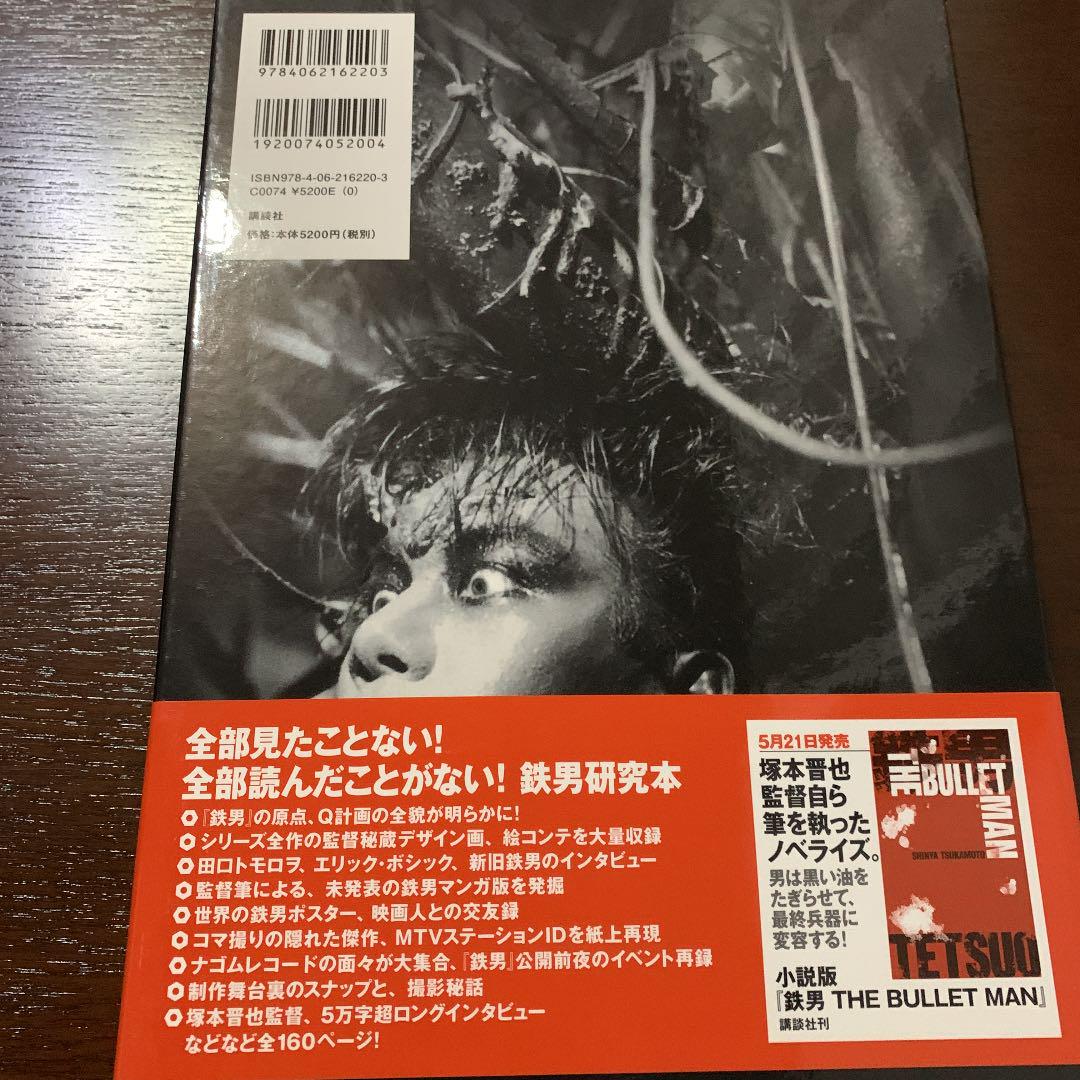 9784062162203
1920074052004
ISBN978-4-06-216220-3
C0074 ¥5200E (0)
講談社
価格:本体5200円(税別)
全部見たことない!
全部読んだことがない! 鉄男研究本
『鉄男』の原点、Q計画の全貌が明らかに!
シリーズ全作の監督秘蔵デザイン画、絵コンテを大量収録
田口トモロヲ、エリック・ボシック、新旧鉄男のインタビュー
監督筆による、未発表の鉄男マンガ版を発掘
世界の鉄男ポスター、映画人との交友録
コマ撮りの隠れた傑作、MTVステーションIDを紙上再現
ナゴムレコードの面々が大集合、『鉄男』公開前夜のイベント再録
制作舞台裏のスナップと、撮影秘話
塚本晋也監督、5万字超ロングインタビュー
などなど全160ページ!
5月21日発売
塚本晋也
監督自ら
筆を執った
ノベライズ。
男は黒い油を
たぎらせて、
最終兵器に
変容する!
小説版
『鉄男 THE BULLET MAN』
講談社刊
THE BULLET MAN
SHINYA TSUKAMOTO
TETSUO